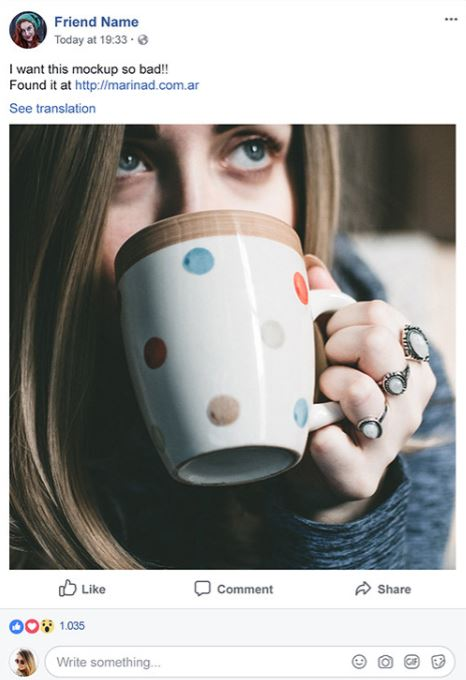 Friend Name
Today at 19:33 ·
I want this mockup so bad!!
Found it at http://marinad.com.ar
See translation
Like Comment Share
1.035
Write something...
GIF